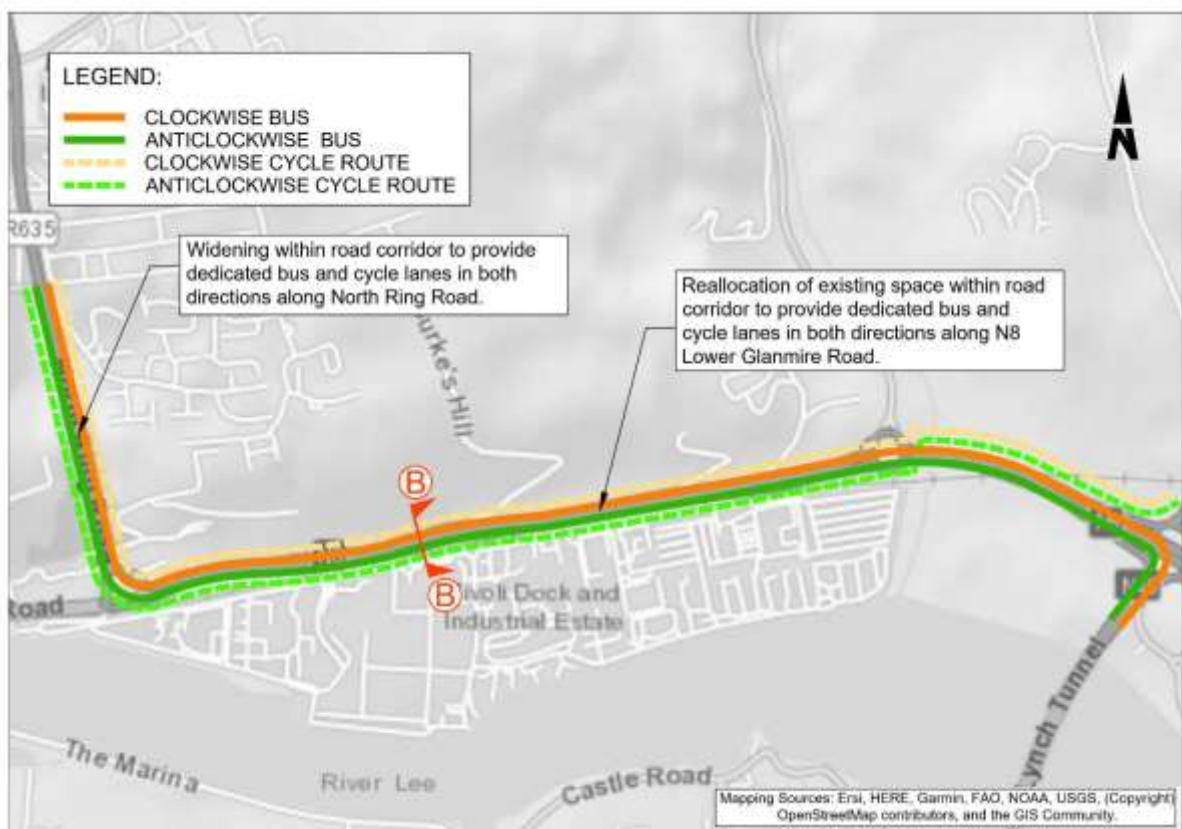 LEGEND:
CLOCKWISE BUS
ANTICLOCKWISE BUS
CLOCKWISE CYCLE ROUTE
ANTICLOCKWISE CYCLE ROUTE
N
R635
Widening within road corridor to provide
dedicated bus and cycle lanes in both
directions along North Ring Road.
Reallocation of existing space within road
corridor to provide dedicated bus and
cycle lanes in both directions along N8
Lower Glanmire Road.
ourke's Hill
B
B
Road
ivoli Dock and
Industrial Estate
ynch Tunnel
The Marina
River Lee
Castle Road
Mapping Sources: Ersi, HERE, Garmin, FAO, NOAA, USGS, (Copyright)
OpenStreetMap contributors, and the GIS Community.